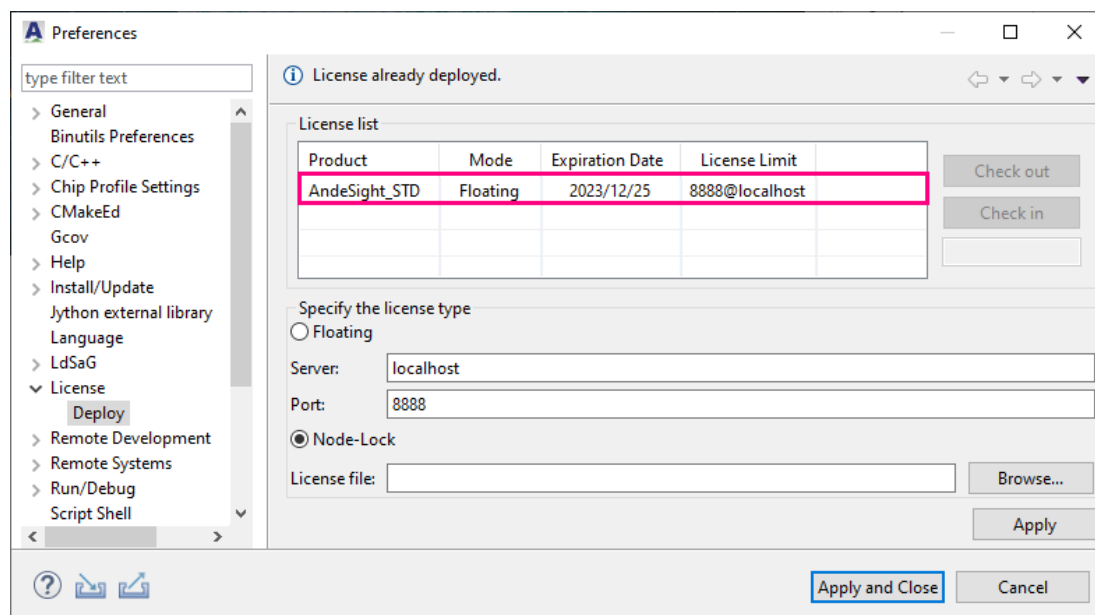 Preferences
type filter text
General
Binutils Preferences
C/C++
Chip Profile Settings
CMakeEd
Gcov
Help
Install/Update
Jython external library
Language
LdSaG
License
Deploy
Remote Development
Remote Systems
Run/Debug
Script Shell
License already deployed.
License list
Product Mode Expiration Date License Limit
AndeSight_STD Floating 2023/12/25 8888@localhost
Check out
Check in
Specify the license type
Floating
Server: localhost
Port: 8888
Node-Lock
License file:
Browse...
Apply
Apply and Close
Cancel